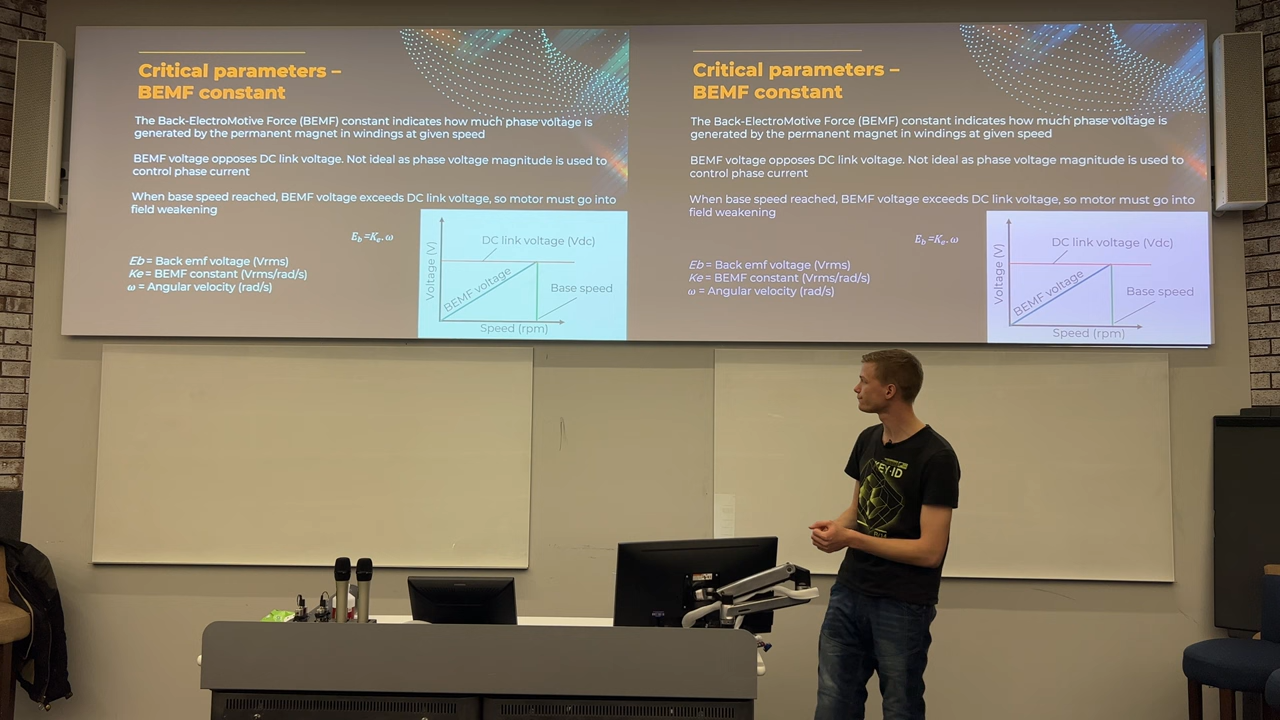 Critical parameters –
BEMF constant
The Back-ElectroMotive Force (BEMF) constant indicates how much phase voltage is
generated by the permanent magnet in windings at given speed
BEMF voltage opposes DC link voltage. Not ideal as phase voltage magnitude is used to
control phase current
When base speed reached, BEMF voltage exceeds DC link voltage, so motor must go into
field weakening
E_b=K_e.ω
Eb = Back emf voltage (Vrms)
Ke = BEMF constant (Vrms/rad/s)
ω = Angular velocity (rad/s)
Voltage (V)
DC link voltage (Vdc)
BEMF voltage
Base speed
Speed (rpm)
Critical parameters –
BEMF constant
The Back-ElectroMotive Force (BEMF) constant indicates how much phase voltage is
generated by the permanent magnet in windings at given speed
BEMF voltage opposes DC link voltage. Not ideal as phase voltage magnitude is used to
control phase current
When base speed reached, BEMF voltage exceeds DC link voltage, so motor must go into
field weakening
E_b=K_e.ω
Eb = Back emf voltage (Vrms)
Ke = BEMF constant (Vrms/rad/s)
ω = Angular velocity (rad/s)
Voltage (V)
DC link voltage (Vdc)
BEMF voltage
Base speed
Speed (rpm)